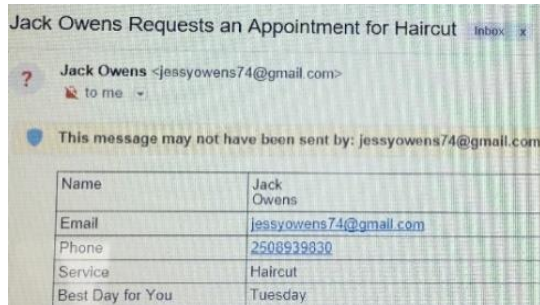 Jack Owens Requests an Appointment for Haircut Inbox x
?
Jack Owens <jessyowens74@gmail.com>
to me
This message may not have been sent by: jessyowens74@gmail.com
Name Jack
Owens
Email jessyowens74@gmail.com
Phone 2508939830
Service Haircut
Best Day for You Tuesday